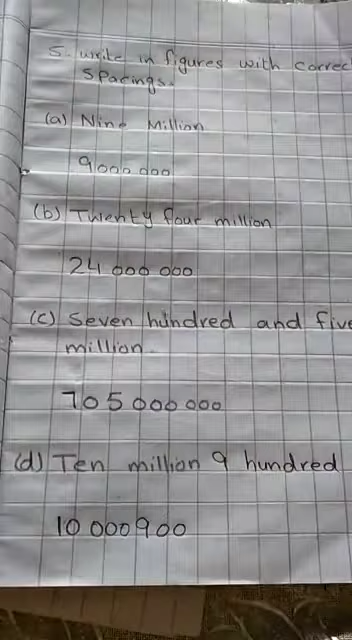 5. write in figures with correc
spacings.
(a) Nine Million
9 000 000
(b) Twenty four million
24 000 000
(c) Seven hundred and five
million.
705 000 000
(d) Ten million 9 hundred
10 000 900